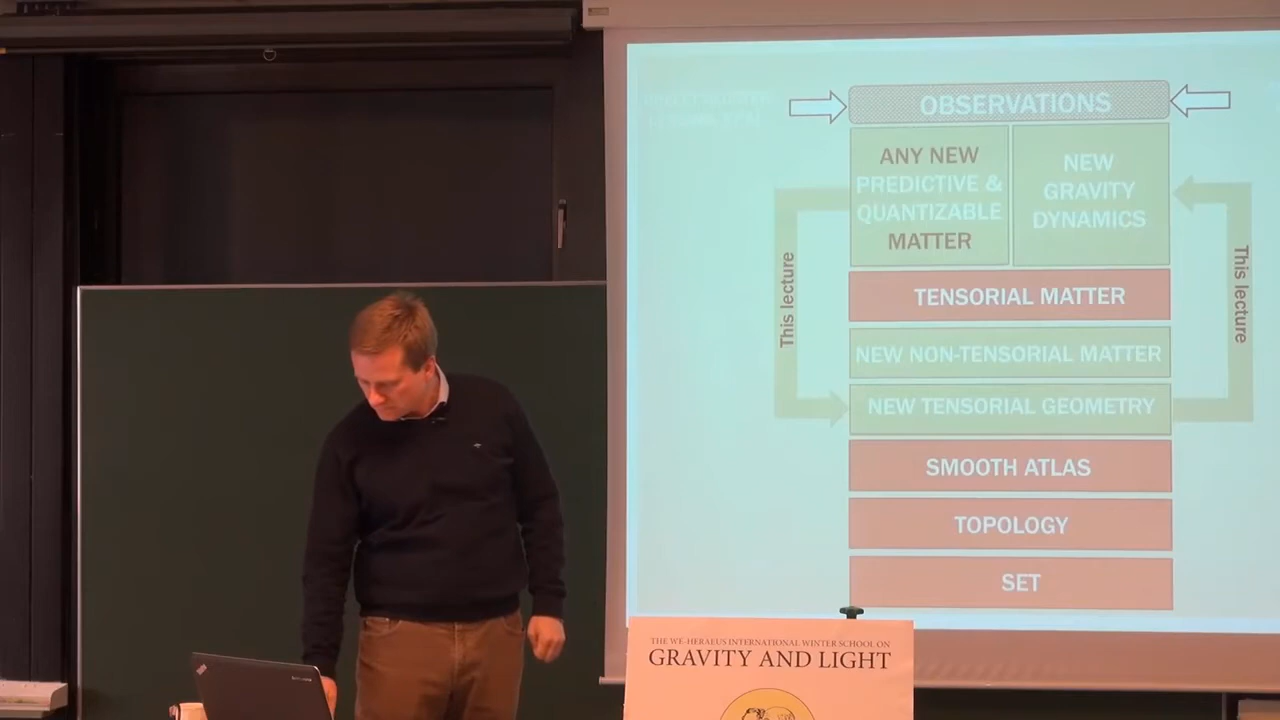 OBSERVATIONS
ANY NEW
PREDICTIVE &
QUANTIZABLE
MATTER
NEW
GRAVITY
DYNAMICS
This lecture
This lecture
TENSORIAL MATTER
NEW NON-TENSORIAL MATTER
NEW TENSORIAL GEOMETRY
SMOOTH ATLAS
TOPOLOGY
SET
THE WE-HERAEUS INTERNATIONAL WINTER SCHOOL ON
GRAVITY AND LIGHT